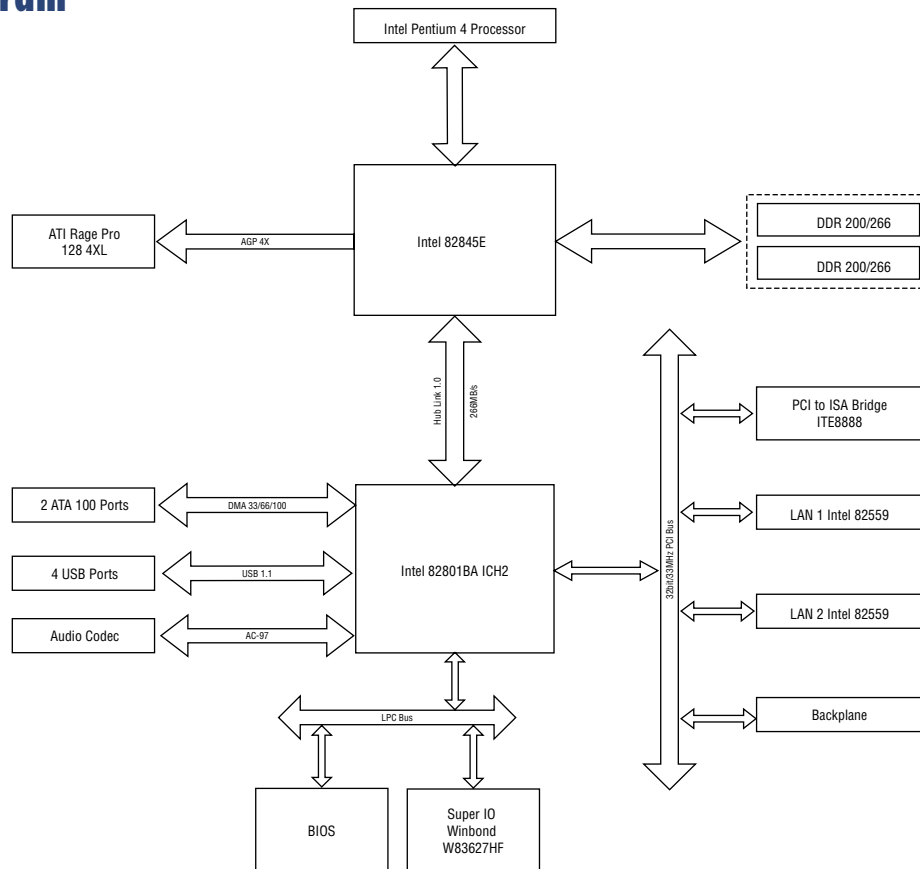 Intel Pentium 4 Processor
ATI Rage Pro
128 4XL
AGP 4X
Intel 82845E
DDR 200/266
DDR 200/266
Hub Link 1.0
266MB/s
32bit/33MHz PCI Bus
PCI to ISA Bridge
ITE8888
2 ATA 100 Ports
DMA 33/66/100
LAN 1 Intel 82559
4 USB Ports
USB 1.1
Intel 82801BA ICH2
Audio Codec
AC-97
LAN 2 Intel 82559
LPC Bus
Backplane
BIOS
Super IO
Winbond
W83627HF